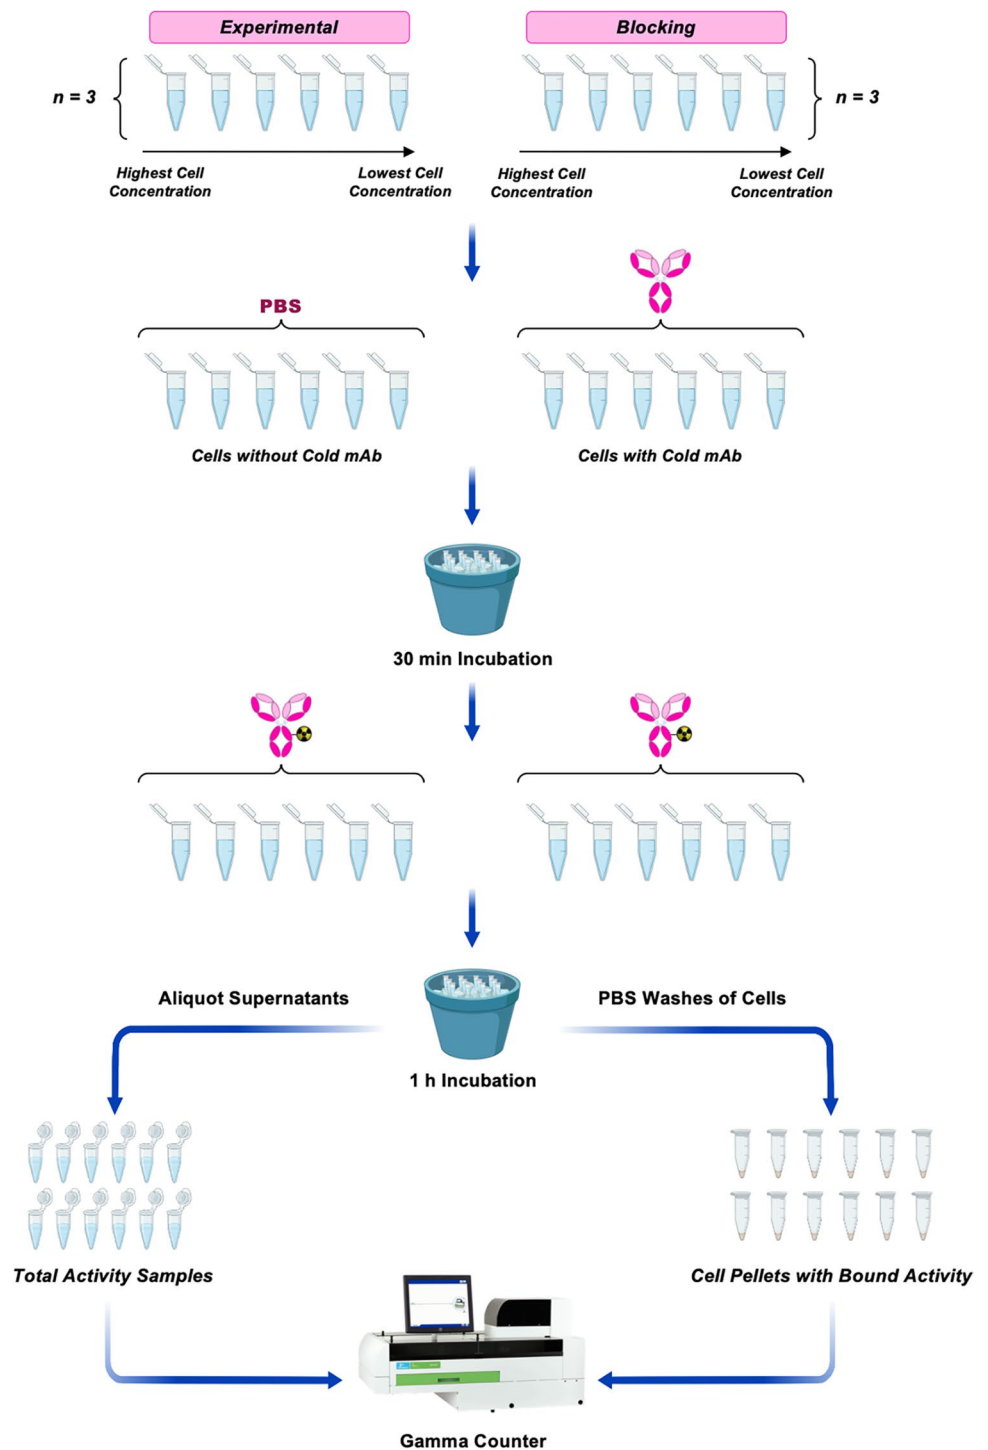 Experimental
Blocking
n = 3
n = 3
Highest Cell
Concentration
Lowest Cell
Concentration
Highest Cell
Concentration
Lowest Cell
Concentration
PBS
Cells without Cold mAb
Cells with Cold mAb
30 min Incubation
Aliquot Supernatants
PBS Washes of Cells
1 h Incubation
Total Activity Samples
Cell Pellets with Bound Activity
Gamma Counter